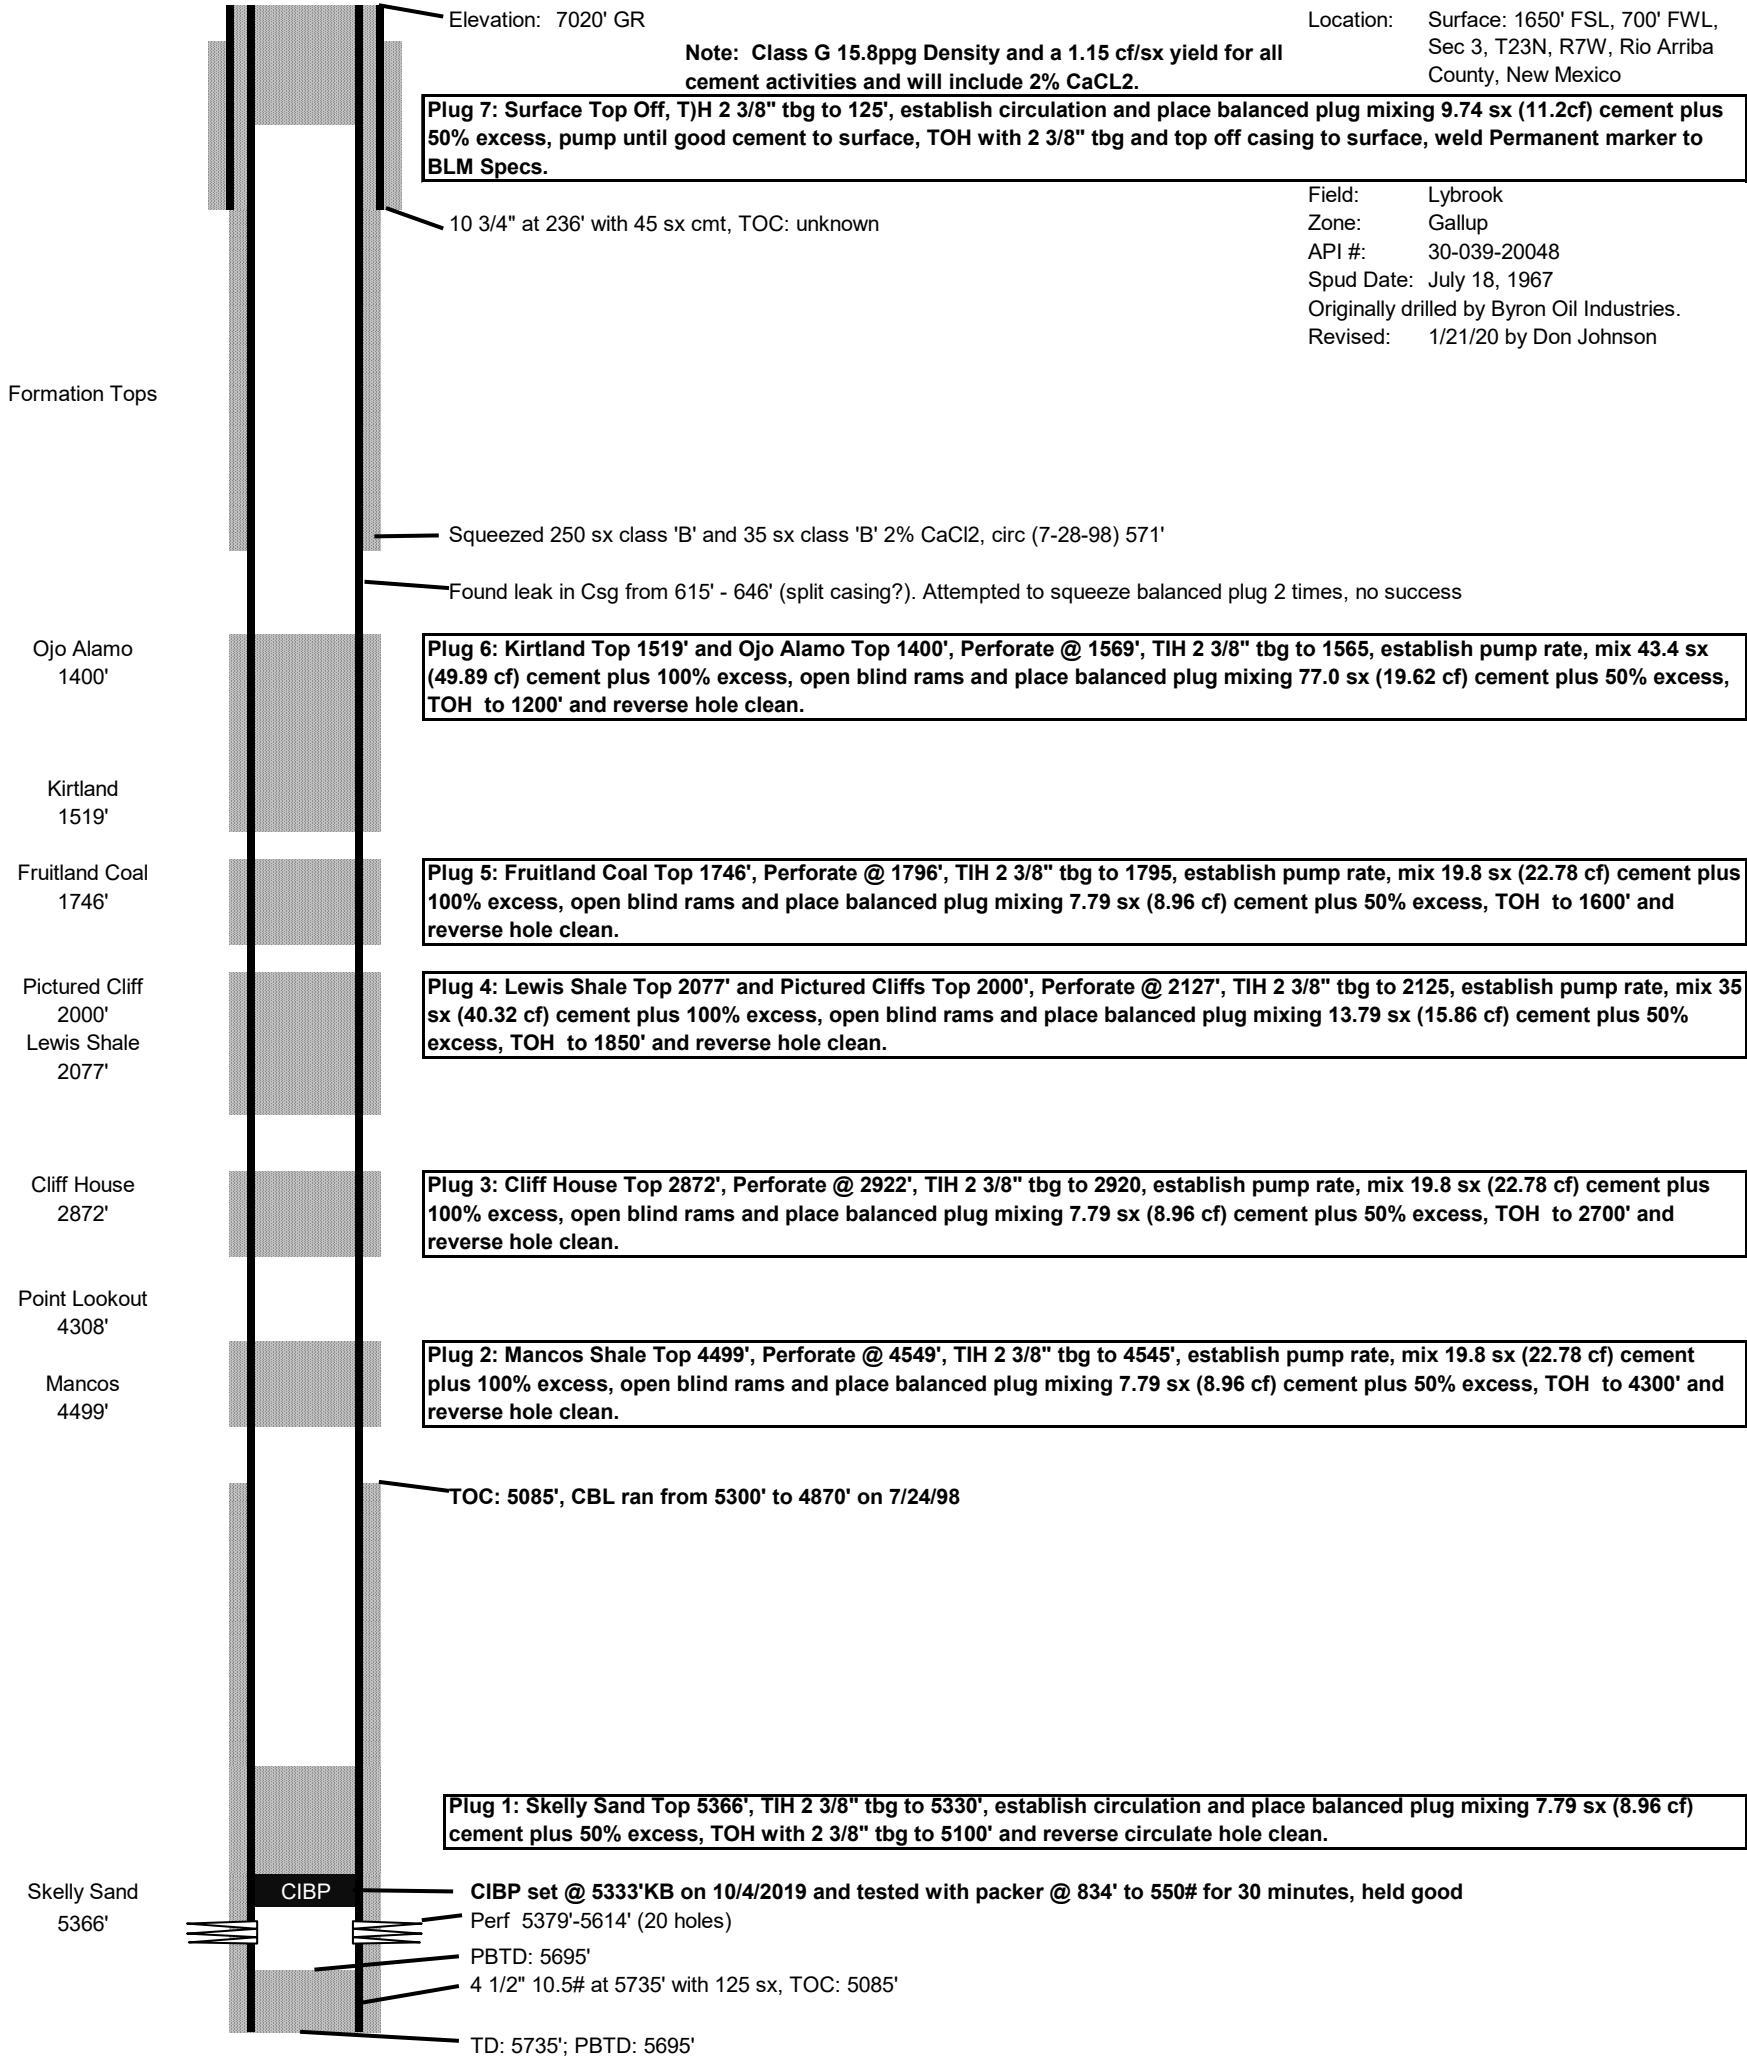 Elevation: 7020' GR
Location: Surface: 1650' FSL, 700' FWL,
Sec 3, T23N, R7W, Rio Arriba
County, New Mexico
Note: Class G 15.8ppg Density and a 1.15 cf/sx yield for all
cement activities and will include 2% CaCL2.
Plug 7: Surface Top Off, T)H 2 3/8" tbg to 125', establish circulation and place balanced plug mixing 9.74 sx (11.2cf) cement plus
50% excess, pump until good cement to surface, TOH with 2 3/8" tbg and top off casing to surface, weld Permanent marker to
BLM Specs.
Field: Lybrook
Zone: Gallup
API #: 30-039-20048
Spud Date: July 18, 1967
Originally drilled by Byron Oil Industries.
Revised: 1/21/20 by Don Johnson
10 3/4" at 236' with 45 sx cmt, TOC: unknown
Formation Tops
Squeezed 250 sx class 'B' and 35 sx class 'B' 2% CaCl2, circ (7-28-98) 571'
Found leak in Csg from 615' - 646' (split casing?). Attempted to squeeze balanced plug 2 times, no success
Ojo Alamo
1400'
Plug 6: Kirtland Top 1519' and Ojo Alamo Top 1400', Perforate @ 1569', TIH 2 3/8" tbg to 1565, establish pump rate, mix 43.4 sx
(49.89 cf) cement plus 100% excess, open blind rams and place balanced plug mixing 77.0 sx (19.62 cf) cement plus 50% excess,
TOH to 1200' and reverse hole clean.
Kirtland
1519'
Fruitland Coal
1746'
Plug 5: Fruitland Coal Top 1746', Perforate @ 1796', TIH 2 3/8" tbg to 1795, establish pump rate, mix 19.8 sx (22.78 cf) cement plus
100% excess, open blind rams and place balanced plug mixing 7.79 sx (8.96 cf) cement plus 50% excess, TOH to 1600' and
reverse hole clean.
Pictured Cliff
2000'
Lewis Shale
2077'
Plug 4: Lewis Shale Top 2077' and Pictured Cliffs Top 2000', Perforate @ 2127', TIH 2 3/8" tbg to 2125, establish pump rate, mix 35
sx (40.32 cf) cement plus 100% excess, open blind rams and place balanced plug mixing 13.79 sx (15.86 cf) cement plus 50%
excess, TOH to 1850' and reverse hole clean.
Cliff House
2872'
Plug 3: Cliff House Top 2872', Perforate @ 2922', TIH 2 3/8" tbg to 2920, establish pump rate, mix 19.8 sx (22.78 cf) cement plus
100% excess, open blind rams and place balanced plug mixing 7.79 sx (8.96 cf) cement plus 50% excess, TOH to 2700' and
reverse hole clean.
Point Lookout
4308'
Mancos
4499'
Plug 2: Mancos Shale Top 4499', Perforate @ 4549', TIH 2 3/8" tbg to 4545', establish pump rate, mix 19.8 sx (22.78 cf) cement
plus 100% excess, open blind rams and place balanced plug mixing 7.79 sx (8.96 cf) cement plus 50% excess, TOH to 4300' and
reverse hole clean.
TOC: 5085', CBL ran from 5300' to 4870' on 7/24/98
Plug 1: Skelly Sand Top 5366', TIH 2 3/8" tbg to 5330', establish circulation and place balanced plug mixing 7.79 sx (8.96 cf)
cement plus 50% excess, TOH with 2 3/8" tbg to 5100' and reverse circulate hole clean.
Skelly Sand
5366'
CIBP
CIBP set @ 5333'KB on 10/4/2019 and tested with packer @ 834' to 550# for 30 minutes, held good
Perf 5379'-5614' (20 holes)
PBTD: 5695'
4 1/2" 10.5# at 5735' with 125 sx, TOC: 5085'
TD: 5735'; PBTD: 5695'